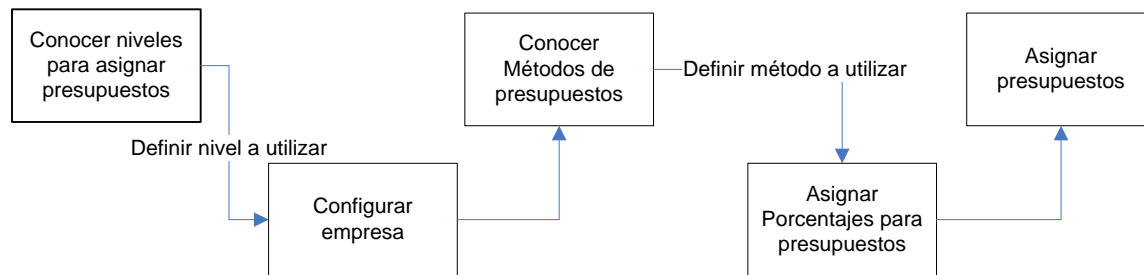 Conocer niveles
para asignar
presupuestos
Definir nivel a utilizar
Configurar
empresa
Conocer
Métodos de
presupuestos
Definir método a utilizar
Asignar
Porcentajes para
presupuestos
Asignar
presupuestos